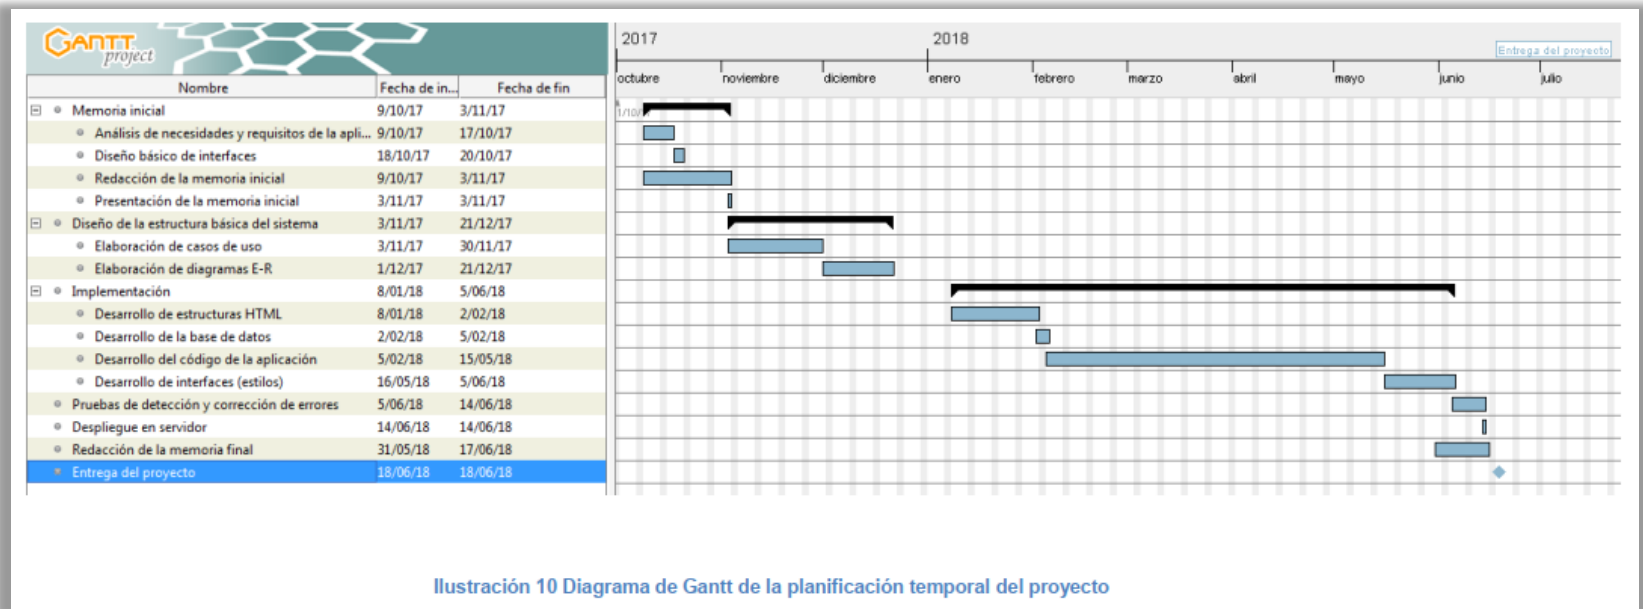 GANTT project
2017 2018
Entrega del proyecto
octubre noviembre diciembre enero febrero marzo abril mayo junio julio
Nombre Fecha de in... Fecha de fin
Memoria inicial 9/10/17 3/11/17
Análisis de necesidades y requisitos de la apli... 9/10/17 17/10/17
Diseño básico de interfaces 18/10/17 20/10/17
Redacción de la memoria inicial 9/10/17 3/11/17
Presentación de la memoria inicial 3/11/17 3/11/17
Diseño de la estructura básica del sistema 3/11/17 21/12/17
Elaboración de casos de uso 3/11/17 30/11/17
Elaboración de diagramas E-R 1/12/17 21/12/17
Implementación 8/01/18 5/06/18
Desarrollo de estructuras HTML 8/01/18 2/02/18
Desarrollo de la base de datos 2/02/18 5/02/18
Desarrollo del código de la aplicación 5/02/18 15/05/18
Desarrollo de interfaces (estilos) 16/05/18 5/06/18
Pruebas de detección y corrección de errores 5/06/18 14/06/18
Despliegue en servidor 14/06/18 14/06/18
Redacción de la memoria final 31/05/18 17/06/18
Entrega del proyecto 18/06/18 18/06/18
Ilustración 10 Diagrama de Gantt de la planificación temporal del proyecto